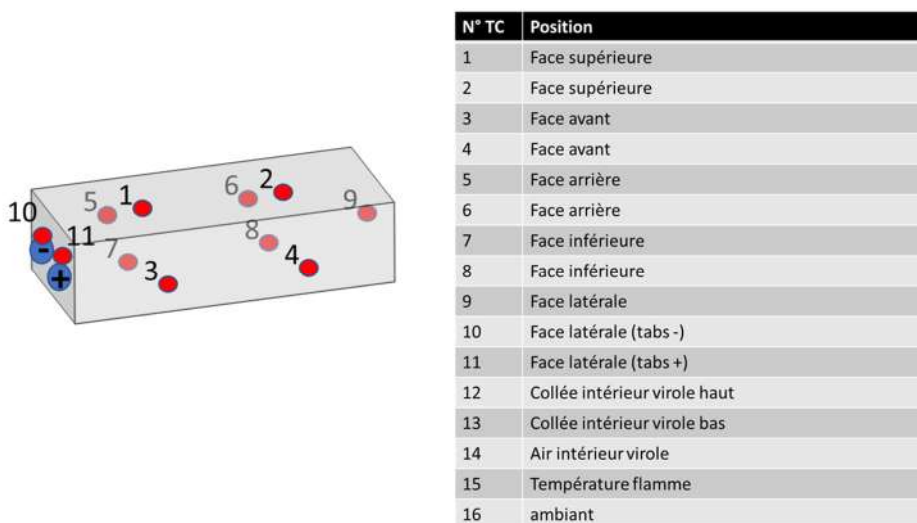 6
2
5
1
9
10
11
8
-
7
4
3
+
N° TC Position
1 Face supérieure
2 Face supérieure
3 Face avant
4 Face avant
5 Face arrière
6 Face arrière
7 Face inférieure
8 Face inférieure
9 Face latérale
10 Face latérale (tabs -)
11 Face latérale (tabs +)
12 Collée intérieur virole haut
13 Collée intérieur virole bas
14 Air intérieur virole
15 Température flamme
16 ambiant